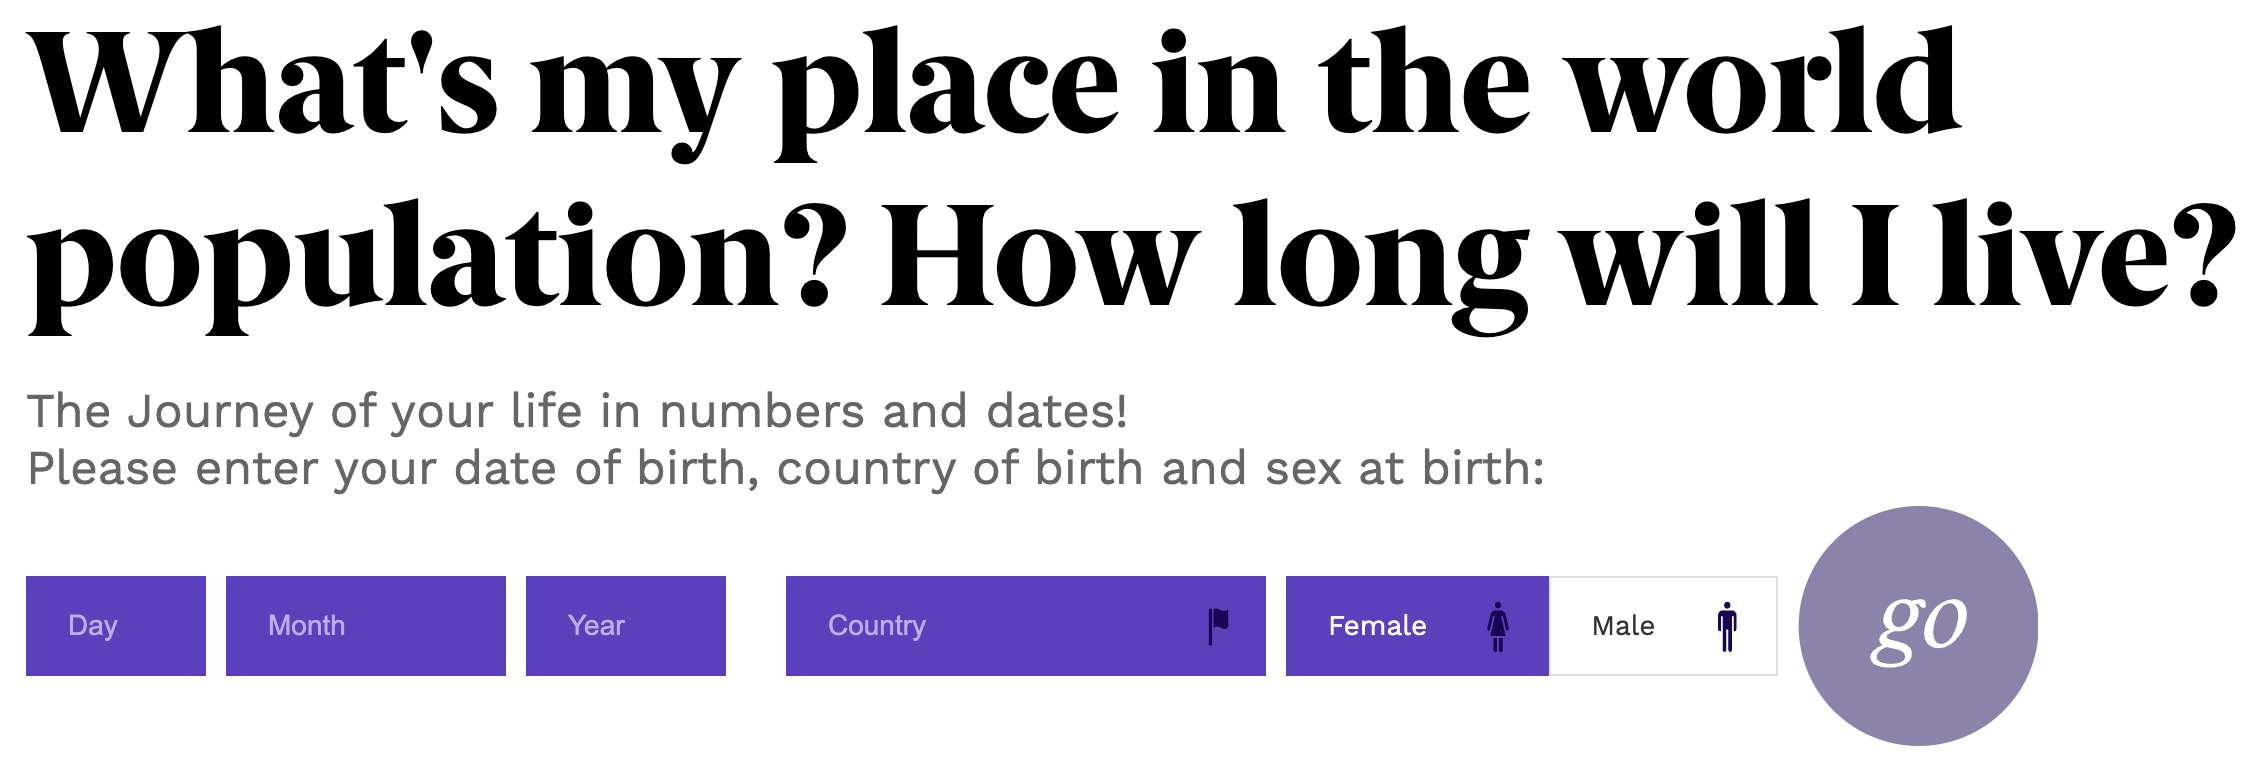 What's my place in the world
population? How long will I live?
The Journey of your life in numbers and dates!
Please enter your date of birth, country of birth and sex at birth:
Day Month Year Country Female Male go